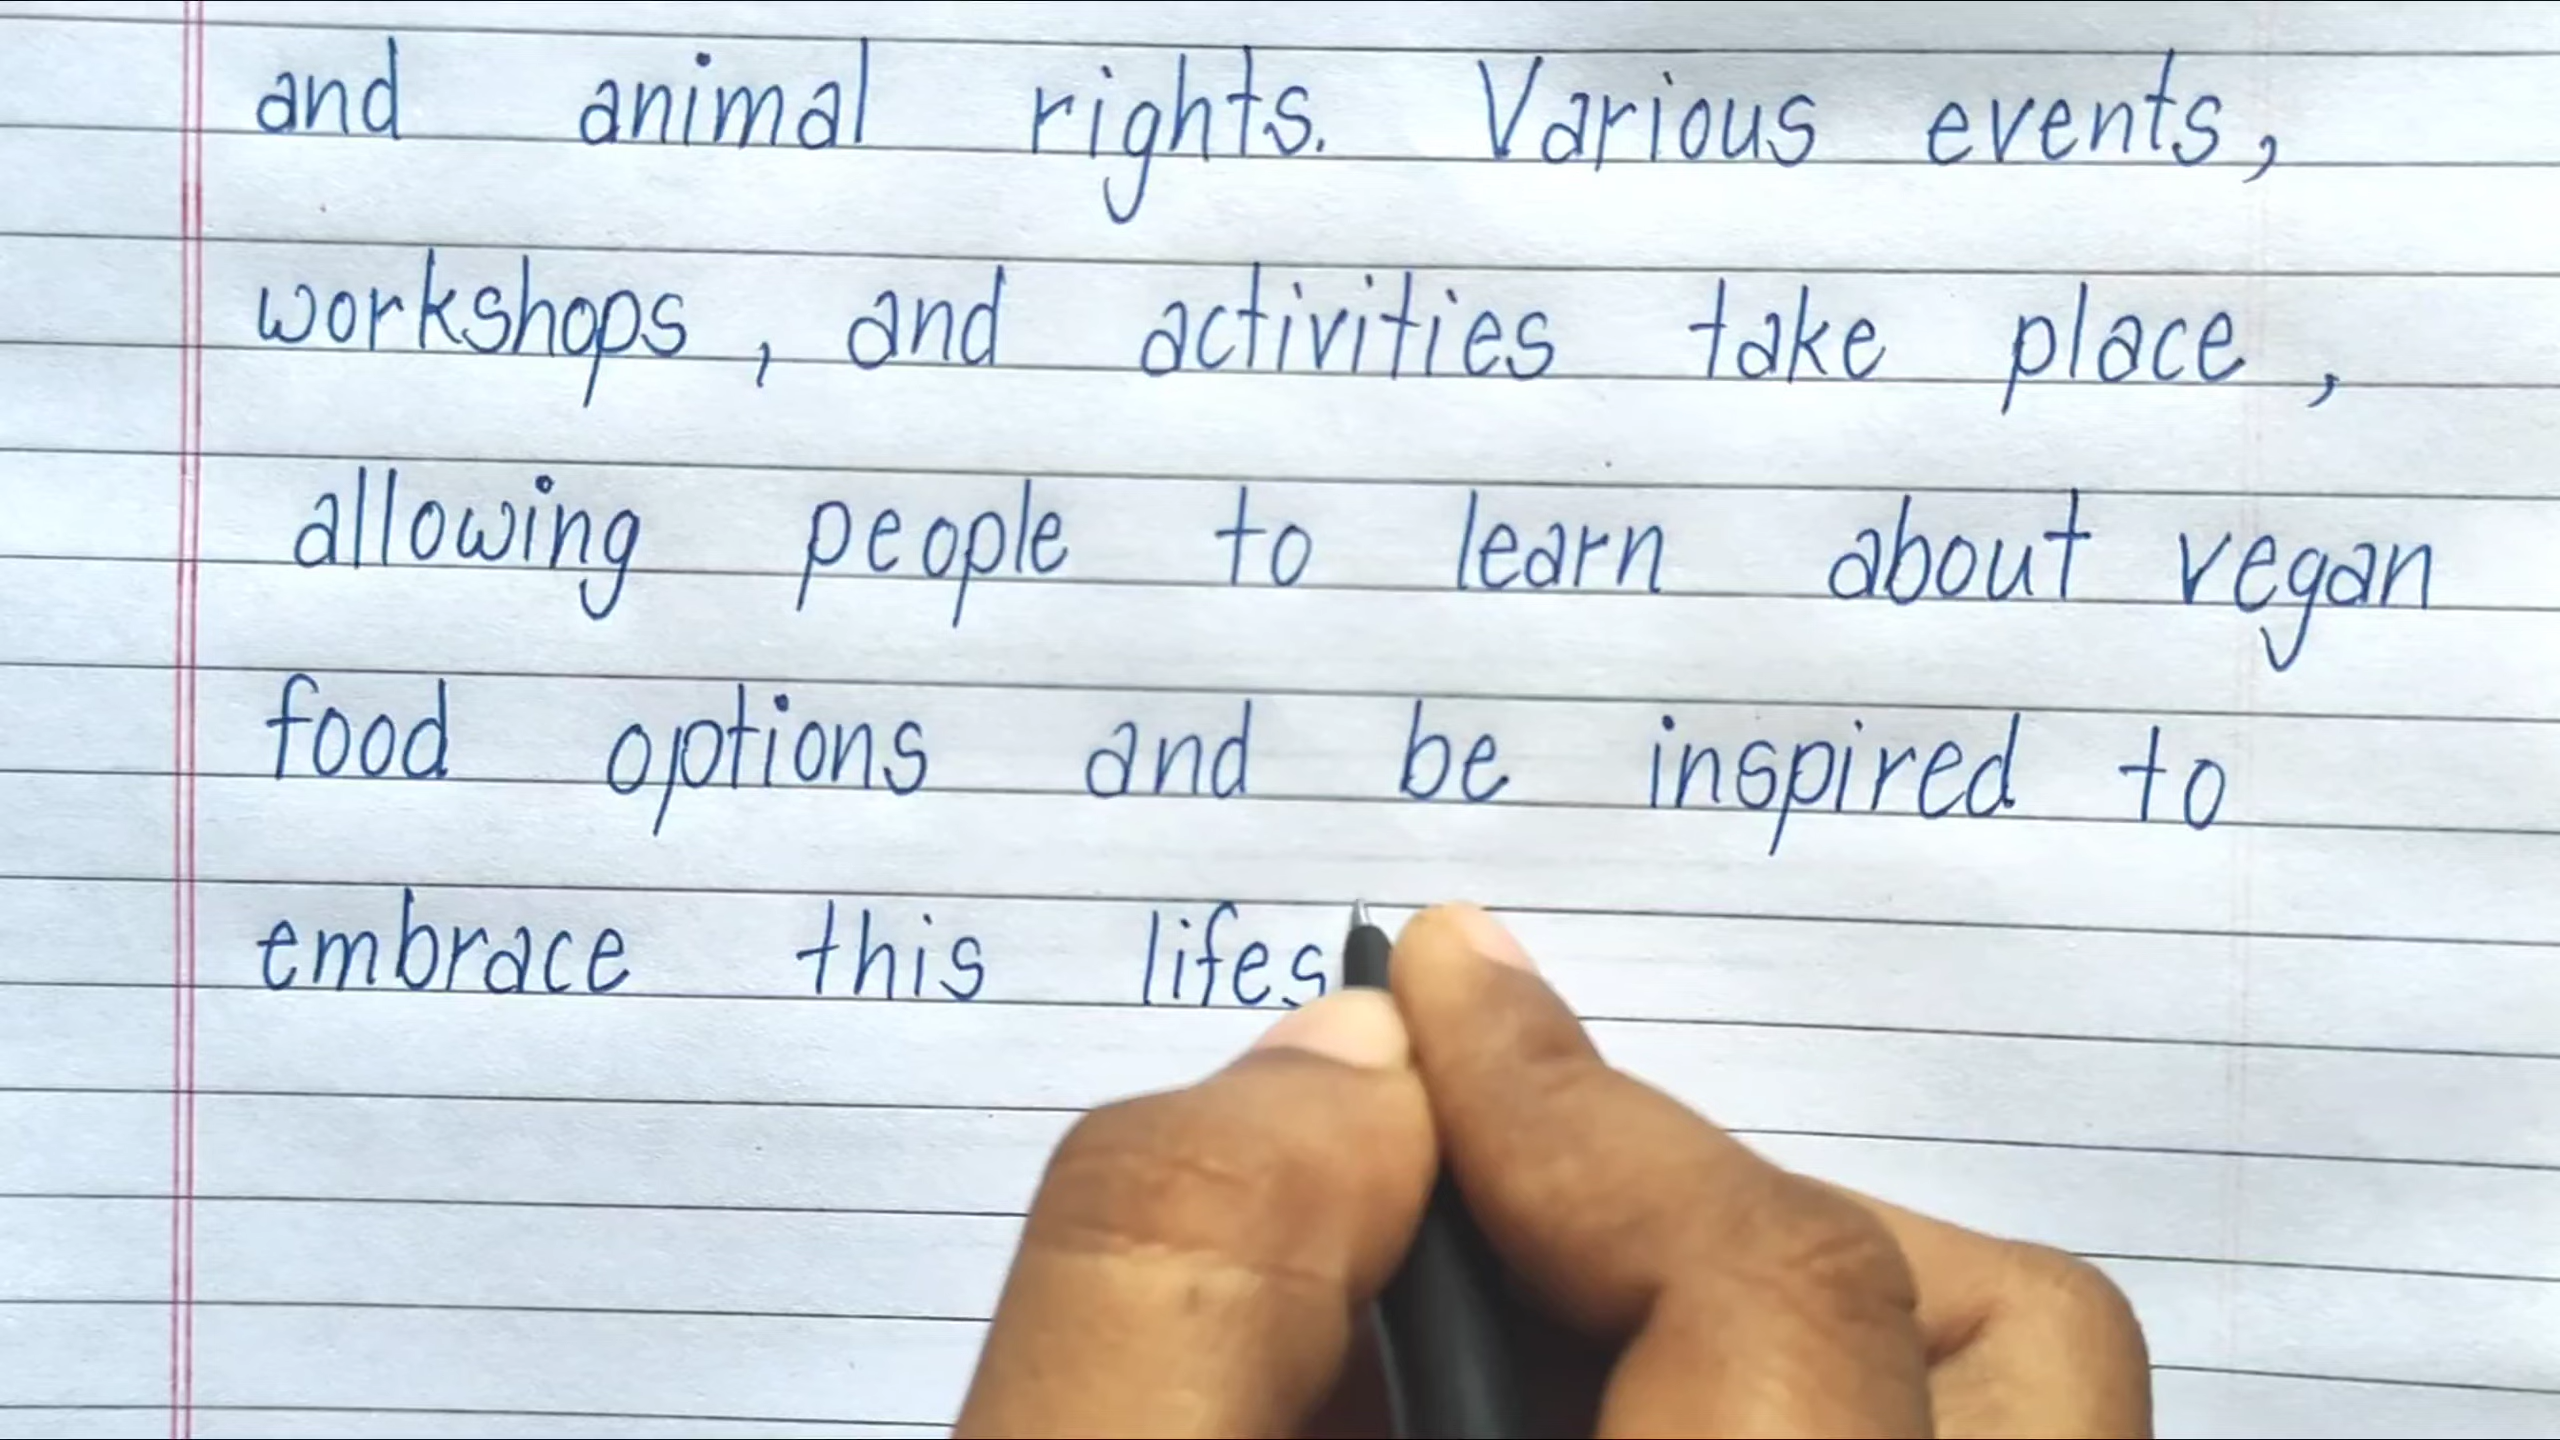 and animal rights. Various events,
workshops, and activities take place,
allowing people to learn about vegan
food options and be inspired to
embrace this lifes